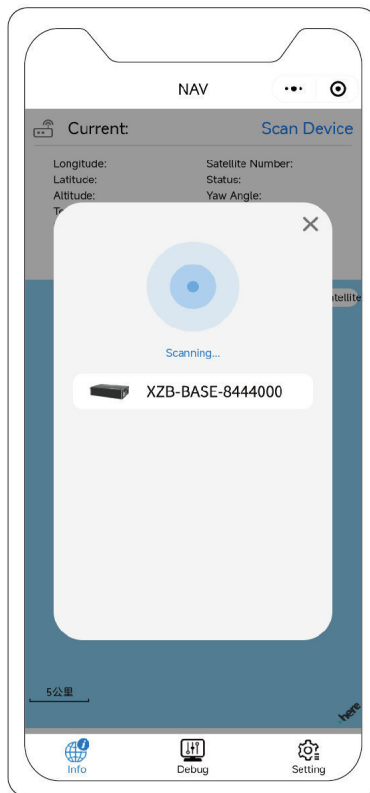 NAV
Current: Scan Device
Longitude: Satellite Number:
Latitude: Status:
Altitude: Yaw Angle:
Scanning...
XZB-BASE-8444000
5公里
here
Info Debug Setting